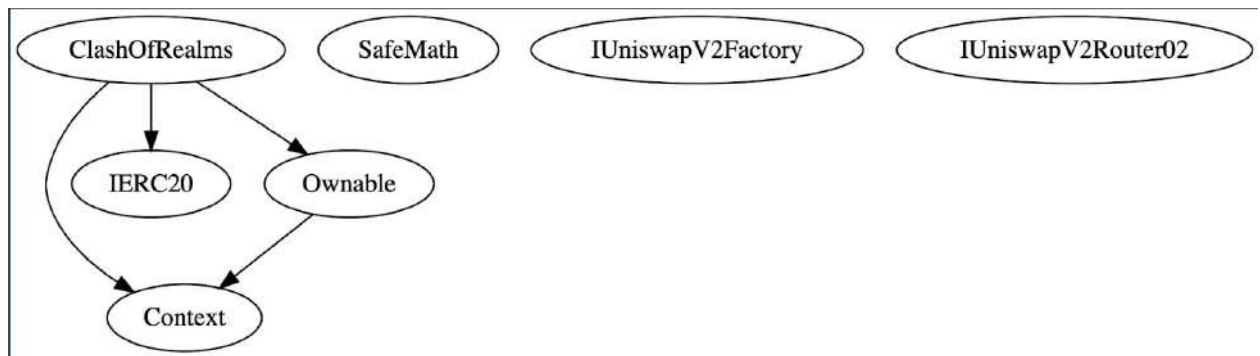 ClashOfRealms
SafeMath
IUniswapV2Factory
IUniswapV2Router02
IERC20
Ownable
Context